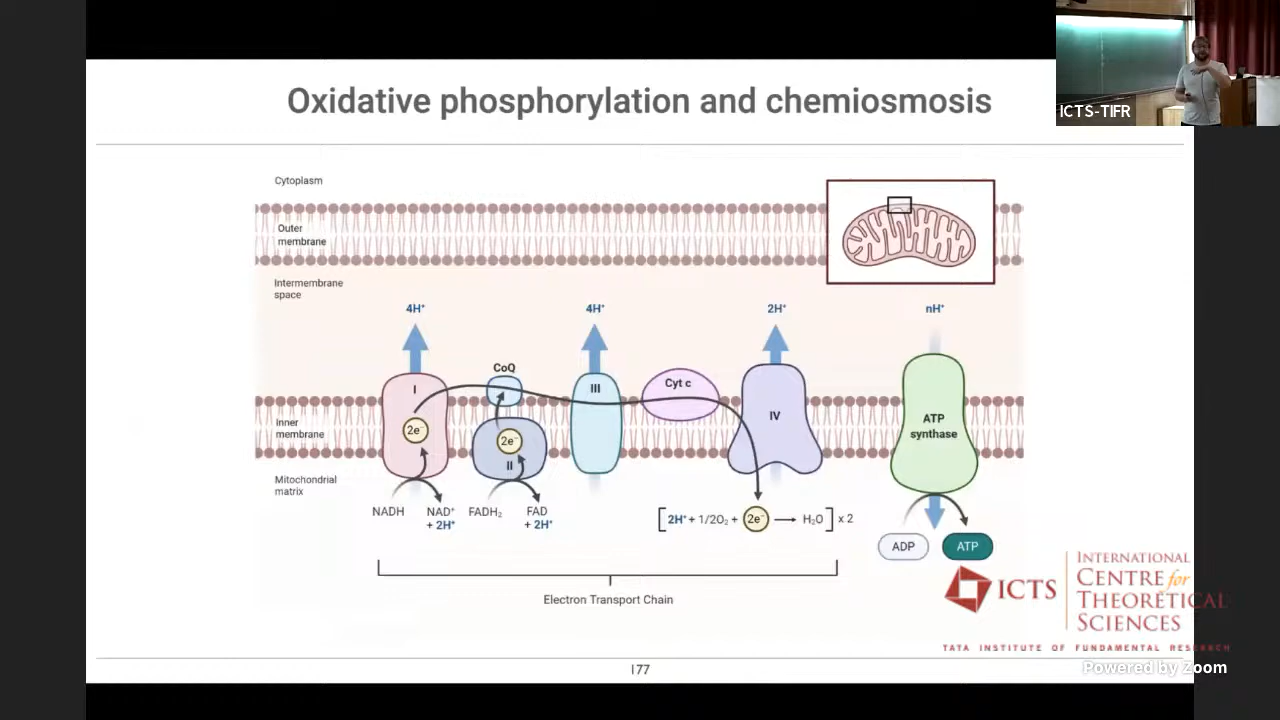 Oxidative phosphorylation and chemiosmosis
ICTS-TIFR
Cytoplasm
Outer
membrane
Intermembrane
space
4H⁺
4H⁺
2H⁺
nH⁺
I
CoQ
III
Cyt c
IV
ATP
synthase
Inner
membrane
2e⁻
2e⁻
II
Mitochondrial
matrix
NADH
NAD⁺
+ 2H⁺
FADH₂
FAD
+ 2H⁺
[2H⁺ + 1/2O₂ + 2e⁻ → H₂O] x 2
ADP
ATP
Electron Transport Chain
ICTS
INTERNATIONAL
CENTRE for
THEORETICAL
SCIENCES
TATA INSTITUTE OF FUNDAMENTAL RESEARCH
Powered by Zoom
177